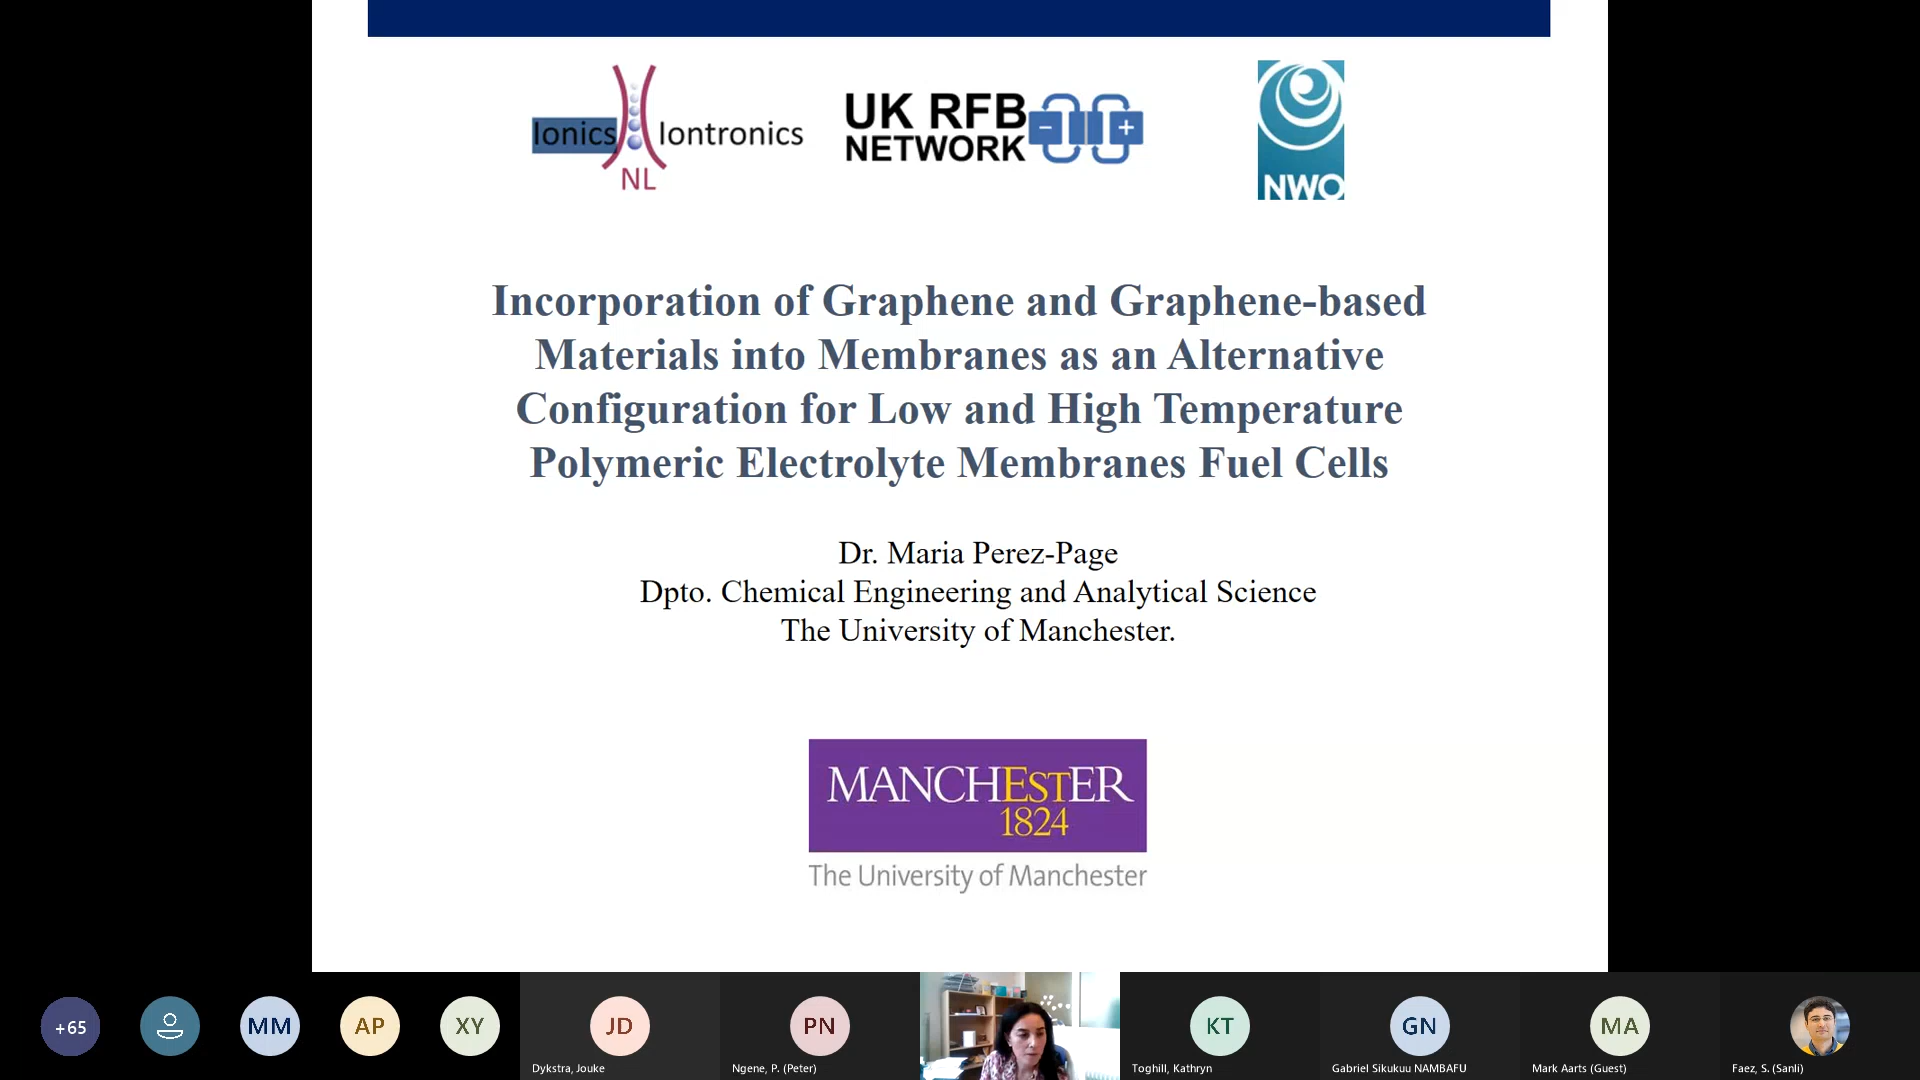 Ionics Iontronics
NL
UK RFB
NETWORK
- +
NWO
Incorporation of Graphene and Graphene-based
Materials into Membranes as an Alternative
Configuration for Low and High Temperature
Polymeric Electrolyte Membranes Fuel Cells
Dr. Maria Perez-Page
Dpto. Chemical Engineering and Analytical Science
The University of Manchester.
MANCHESTER
1824
The University of Manchester
+65
MM
AP
XY
JD
PN
KT
GN
MA
Dykstra, Jouke
Ngene, P. (Peter)
Toghill, Kathryn
Gabriel Sikukuu NAMBAFU
Mark Aarts (Guest)
Faez, S. (Sanli)